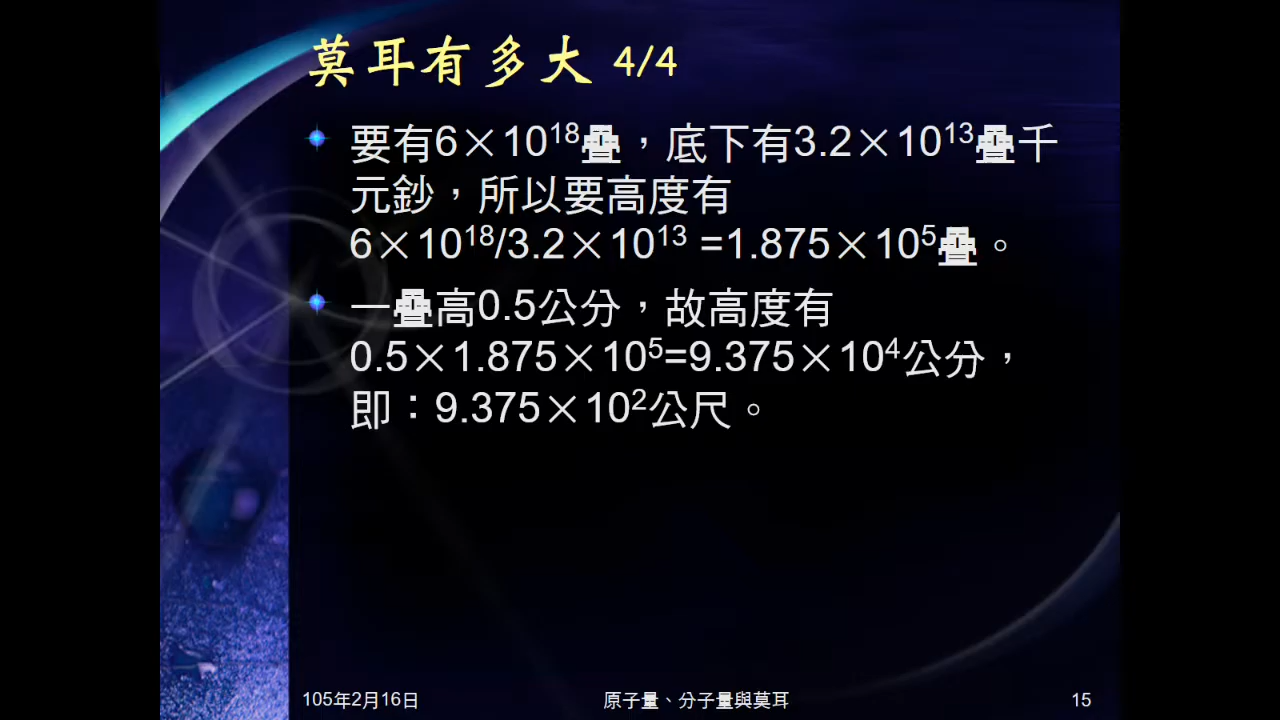 莫耳有多大 4/4
要有6×10¹⁸疊，底下有3.2×10¹³疊千
元鈔，所以要高度有
6×10¹⁸/3.2×10¹³ =1.875×10⁵疊。
一疊高0.5公分，故高度有
0.5×1.875×10⁵=9.375×10⁴公分，
即：9.375×10²公尺。
105年2月16日
原子量、分子量與莫耳
15